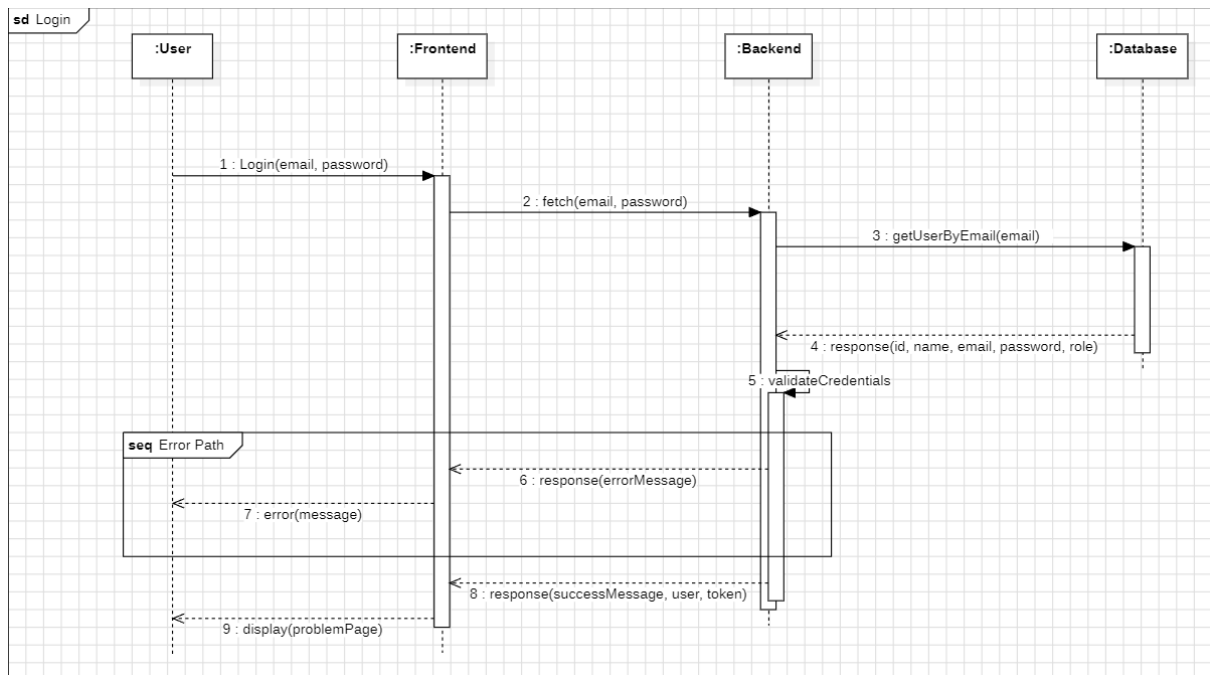 sd Login
:User
:Frontend
:Backend
:Database
1 : Login(email, password)
2 : fetch(email, password)
3 : getUserByEmail(email)
4 : response(id, name, email, password, role)
5 : validateCredentials
seq Error Path
6 : response(errorMessage)
7 : error(message)
8 : response(successMessage, user, token)
9 : display(problemPage)